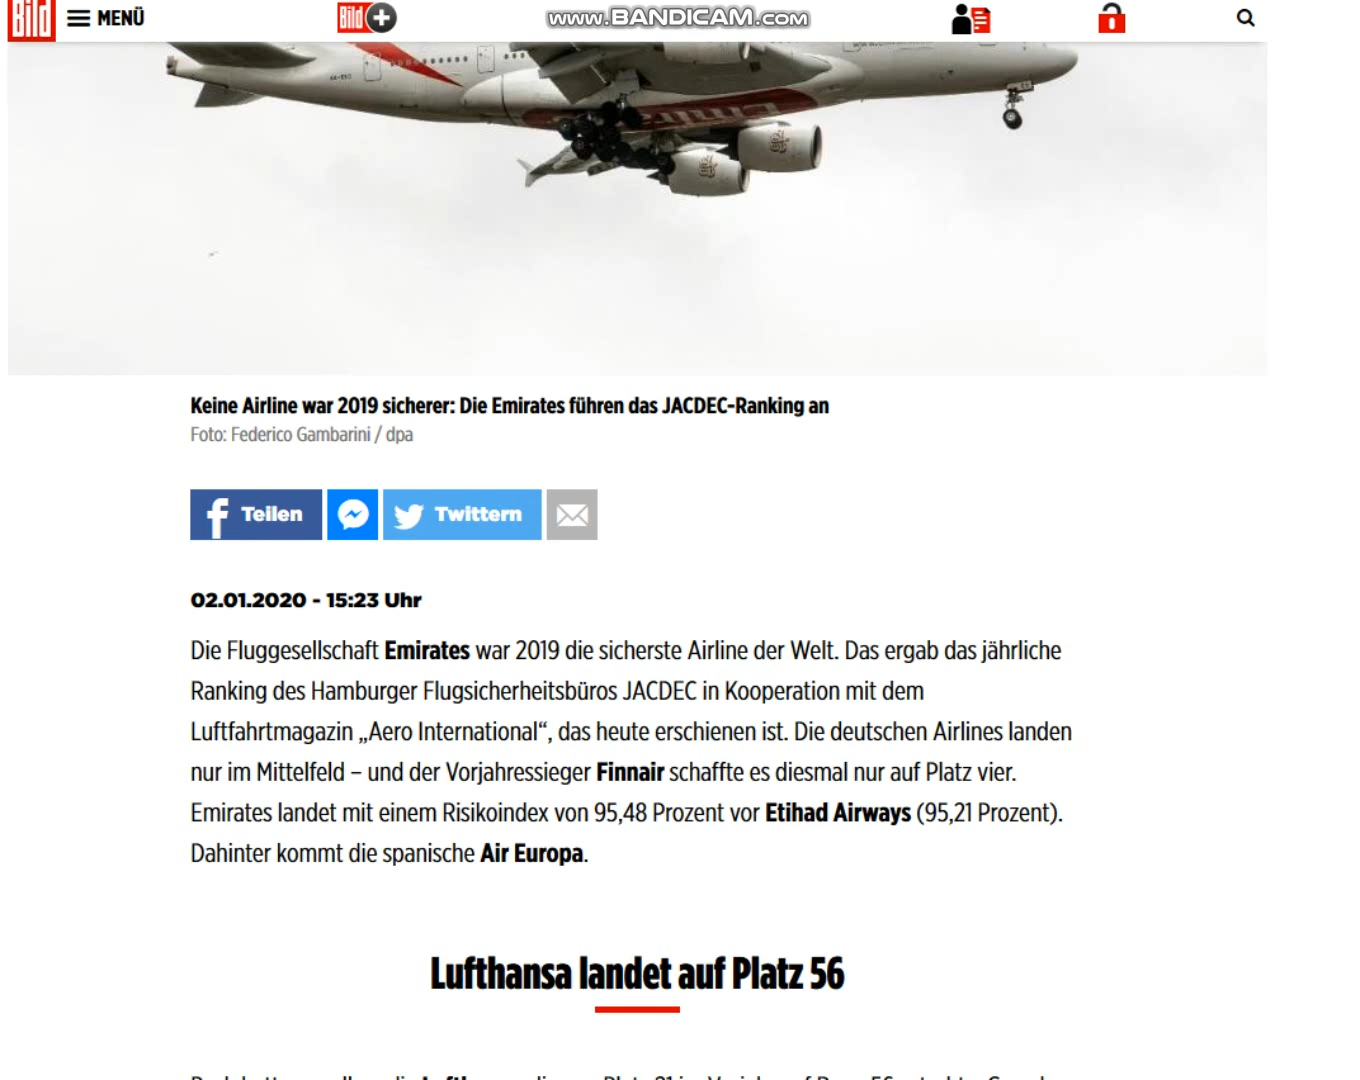 Bild MENÜ Bild+ www.BANDICAM.com
Keine Airline war 2019 sicherer: Die Emirates führen das JACDEC-Ranking an
Foto: Federico Gambarini / dpa
Teilen Twittern
02.01.2020 - 15:23 Uhr
Die Fluggesellschaft Emirates war 2019 die sicherste Airline der Welt. Das ergab das jährliche
Ranking des Hamburger Flugsicherheitsbüros JACDEC in Kooperation mit dem
Luftfahrtmagazin „Aero International“, das heute erschienen ist. Die deutschen Airlines landen
nur im Mittelfeld – und der Vorjahressieger Finnair schaffte es diesmal nur auf Platz vier.
Emirates landet mit einem Risikoindex von 95,48 Prozent vor Etihad Airways (95,21 Prozent).
Dahinter kommt die spanische Air Europa.
Lufthansa landet auf Platz 56